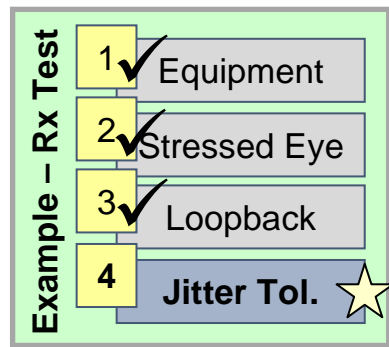 Example – Rx Test
1 Equipment
2 Stressed Eye
3 Loopback
4 Jitter Tol.